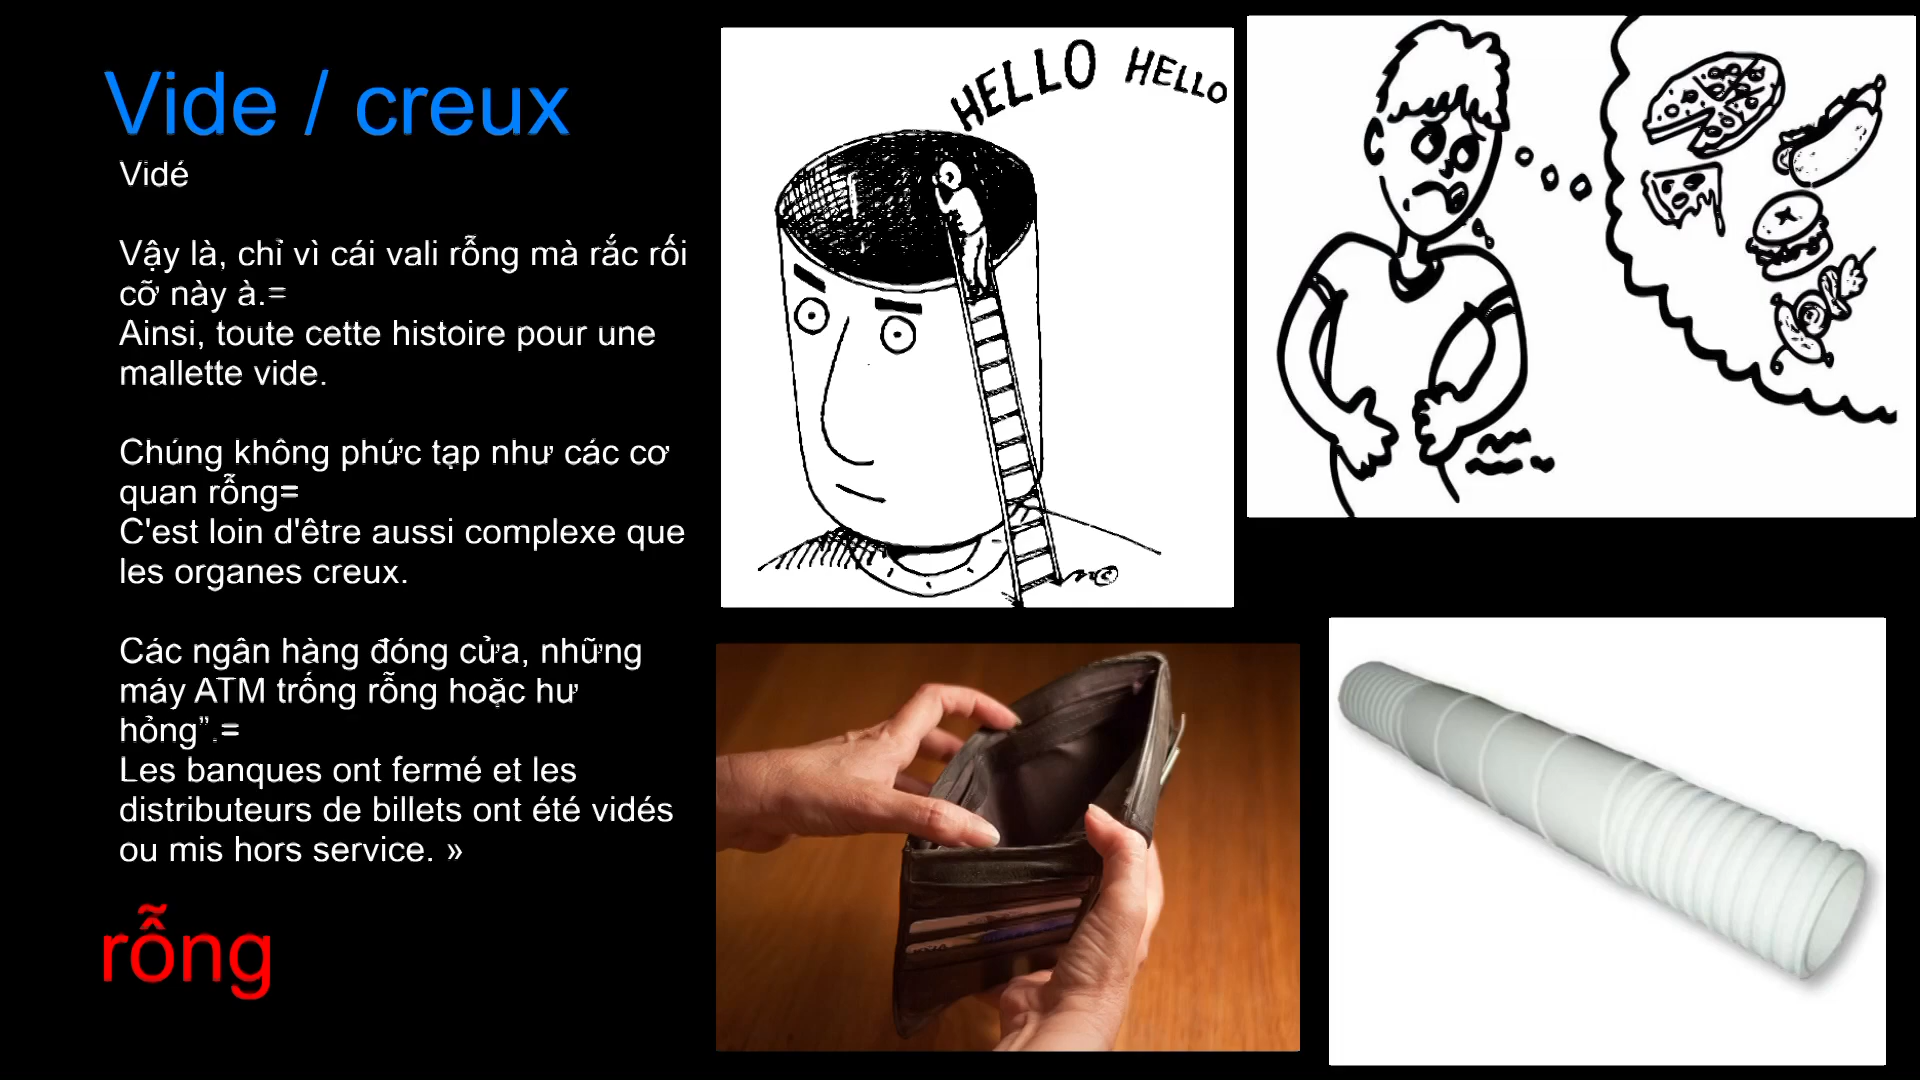 Vide / creux
Vidé
Vậy là, chỉ vì cái vali rỗng mà rắc rối
cỡ này à.=
Ainsi, toute cette histoire pour une
mallette vide.
Chúng không phức tạp như các cơ
quan rỗng=
C'est loin d'être aussi complexe que
les organes creux.
Các ngân hàng đóng cửa, những
máy ATM trống rỗng hoặc hư
hỏng”.=
Les banques ont fermé et les
distributeurs de billets ont été vidés
ou mis hors service. »
rỗng
HELLO HELLO